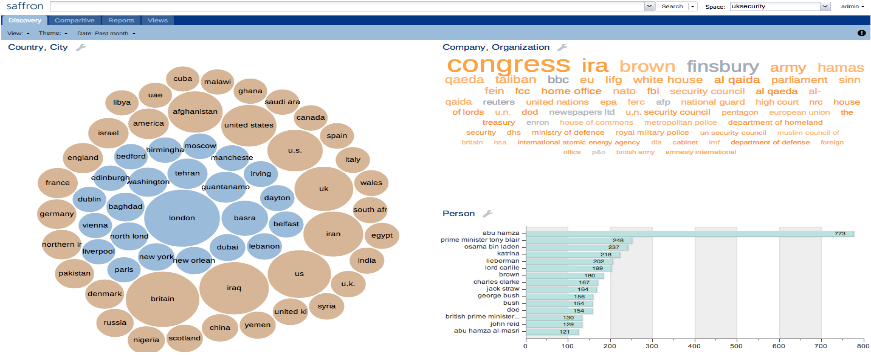 saffron
Search
Space:
uksecurity
admin
Discovery Comparitive Reports Views
View: Theme: Date: Past month
Country, City
cuba
malawi
uae
ghana
libya
afghanistan
saudi ara
america
united states
canada
israel
birmingha
moscow
spain
bedford
mancheste
u.s.
england
tehran
irving
italy
edinburgh
washington
guantanamo
france
dayton
uk
wales
dublin
baghdad
germany
london
basra
south afr
vienna
belfast
iran
north lond
egypt
northern ir
liverpool
dubai
lebanon
new york
new orlean
india
pakistan
paris
us
u.k.
denmark
britain
iraq
syria
united ki
russia
china
yemen
nigeria
scotland
Company, Organization
congress ira brown finsbury army hamas
qaeda taliban bbc eu lifg white house al qaida parliament sinn
fein fcc home office nato fbi security council al qaeda al-
qaida reuters united nations epa ferc afp national guard high court nrc house
of lords u.n. dod newspapers ltd u.n. security council pentagon european union the
treasury enron house of commons metropolitan police department of homeland
security dhs ministry of defence royal military police un security council muslim council of
britain nsa international atomic energy agency dia cabinet imf department of defense foreign
office p&o british army amnesty international
Person
abu hamza 773
prime minister tony blair 248
osama bin laden 237
katrina 218
lieberman 202
lord carlile 199
brown 180
charles clarke 167
jack straw 164
george bush 158
bush 154
doe 154
british prime minister... 130
john reid 129
abu hamza al-masri 121
0 100 200 300 400 500 600 700 800